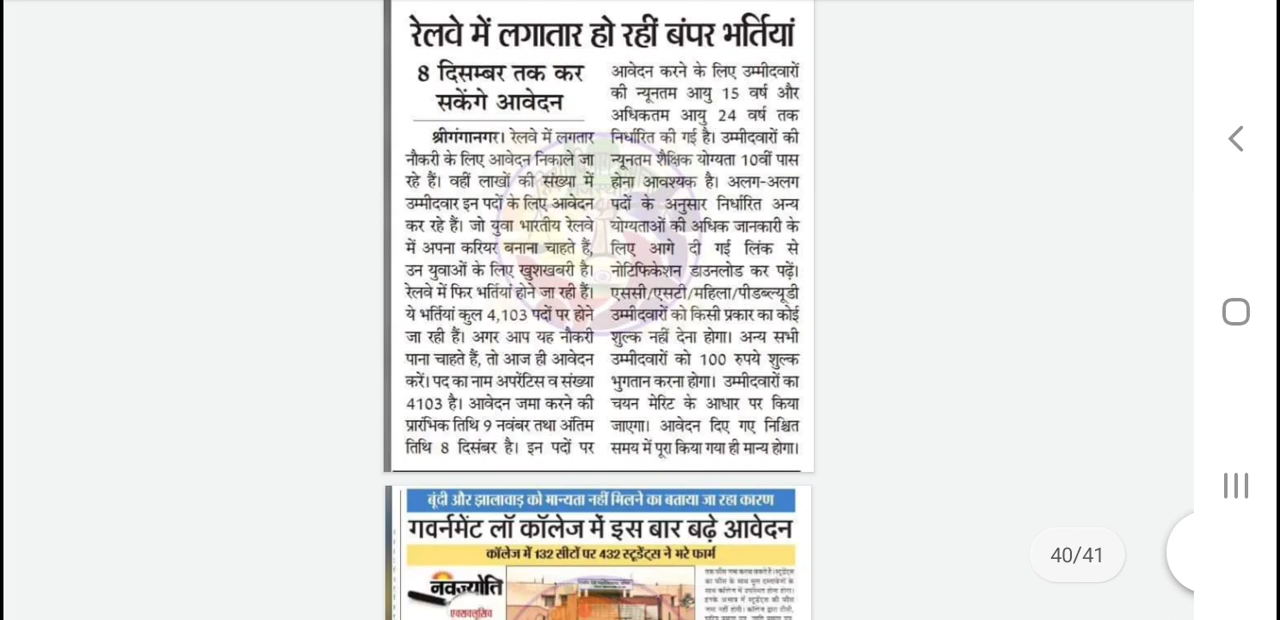 रेलवे में लगातार हो रहीं बंपर भर्तियां
8 दिसम्बर तक कर
सकेंगे आवेदन
श्रीगंगानगर। रेलवे में लगतार
नौकरी के लिए आवेदन निकाले जा
रहे हैं। वहीं लाखों की संख्या में
उम्मीदवार इन पदों के लिए आवेदन
कर रहे हैं। जो युवा भारतीय रेलवे
में अपना करियर बनाना चाहते हैं,
उन युवाओं के लिए खुशखबरी है।
रेलवे में फिर भर्तियां होने जा रही हैं।
ये भर्तियां कुल 4,103 पदों पर होने
जा रही हैं। अगर आप यह नौकरी
पाना चाहते हैं, तो आज ही आवेदन
करें। पद का नाम अपरेंटिस व संख्या
4103 है। आवेदन जमा करने की
प्रारंभिक तिथि 9 नवंबर तथा अंतिम
तिथि 8 दिसंबर है। इन पदों पर
आवेदन करने के लिए उम्मीदवारों
की न्यूनतम आयु 15 वर्ष और
अधिकतम आयु 24 वर्ष तक
निर्धारित की गई है। उम्मीदवारों की
न्यूनतम शैक्षिक योग्यता 10वीं पास
होना आवश्यक है। अलग-अलग
पदों के अनुसार निर्धारित अन्य
योग्यताओं की अधिक जानकारी के
लिए आगे दी गई लिंक से
नोटिफिकेशन डाउनलोड कर पढ़ें।
एससी/एसटी/महिला/पीडब्ल्यूडी
उम्मीदवारों को किसी प्रकार का कोई
शुल्क नहीं देना होगा। अन्य सभी
उम्मीदवारों को 100 रुपये शुल्क
भुगतान करना होगा। उम्मीदवारों का
चयन मेरिट के आधार पर किया
जाएगा। आवेदन दिए गए निश्चित
समय में पूरा किया गया ही मान्य होगा।
बूंदी और झालावाड़ को मान्यता नहीं मिलने का बताया जा रहा कारण
गवर्नमेंट लॉ कॉलेज में इस बार बढ़े आवेदन
कॉलेज में 132 सीटों पर 432 स्टूडेंट्स ने भरे फार्म
नवज्योति
एक्सक्लूसिव
40/41